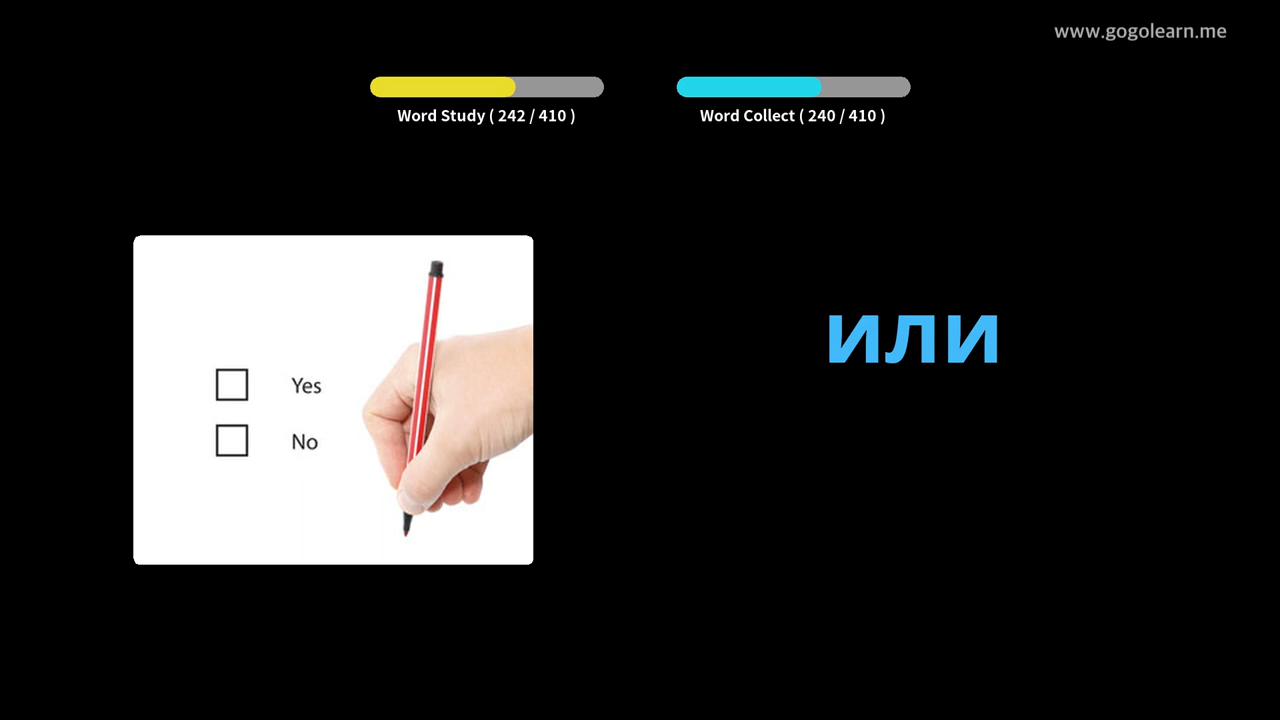 www.gogolearn.me
Word Study ( 242 / 410 )
Word Collect ( 240 / 410 )
Yes
No
или